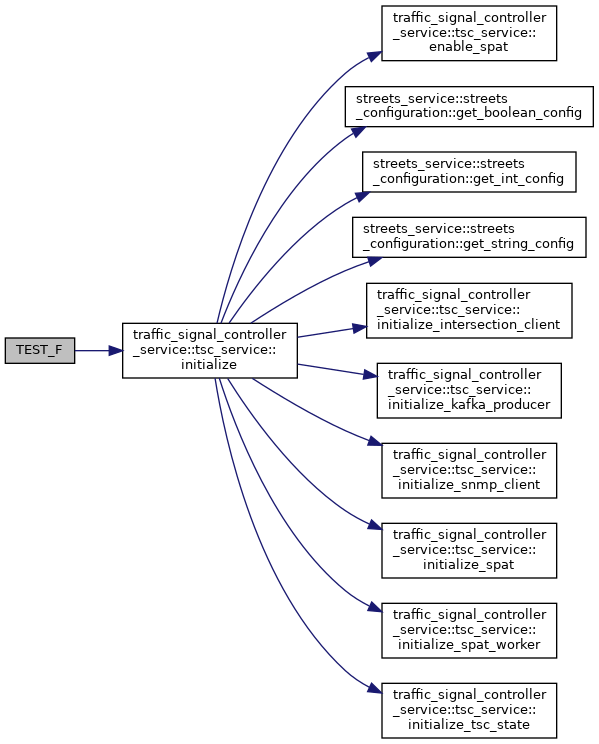 TEST_F
traffic_signal_controller
_service::tsc_service::
initialize
traffic_signal_controller
_service::tsc_service::
enable_spat
streets_service::streets
_configuration::get_boolean_config
streets_service::streets
_configuration::get_int_config
streets_service::streets
_configuration::get_string_config
traffic_signal_controller
_service::tsc_service::
initialize_intersection_client
traffic_signal_controller
_service::tsc_service::
initialize_kafka_producer
traffic_signal_controller
_service::tsc_service::
initialize_snmp_client
traffic_signal_controller
_service::tsc_service::
initialize_spat
traffic_signal_controller
_service::tsc_service::
initialize_spat_worker
traffic_signal_controller
_service::tsc_service::
initialize_tsc_state